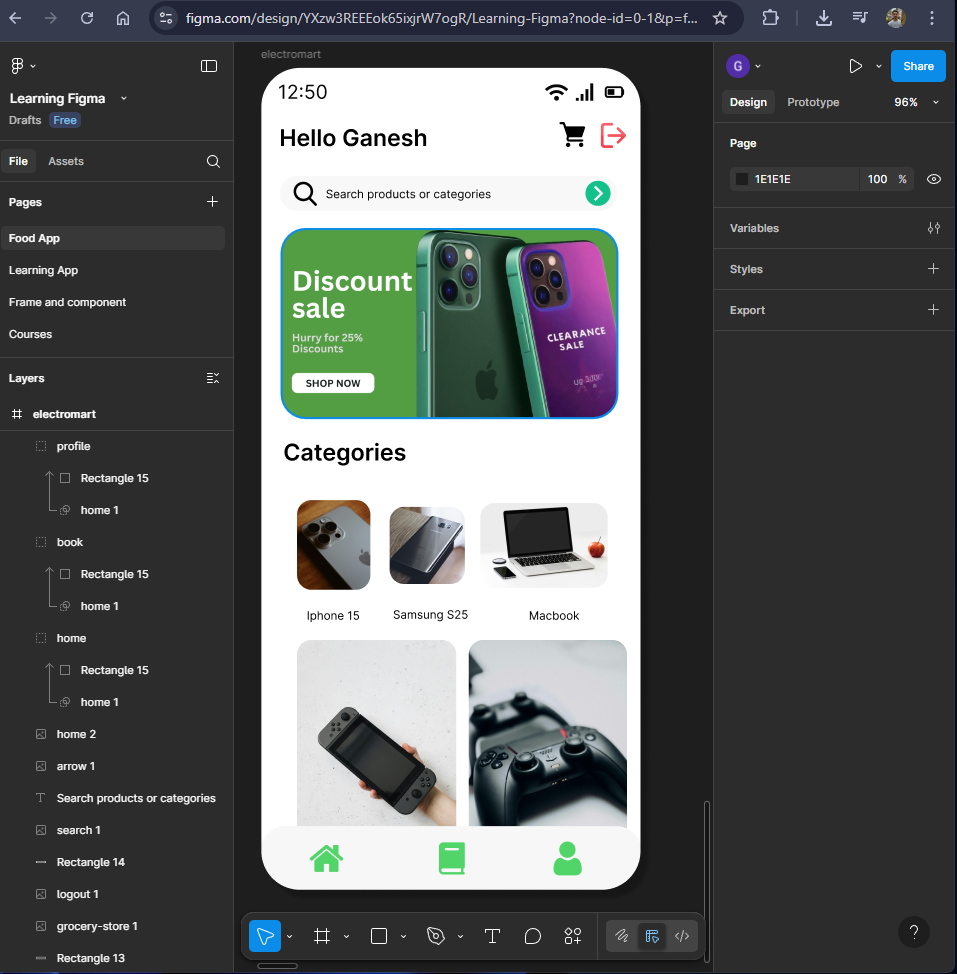 figma.com/design/YXzw3REEEok65ixjrW7ogR/Learning-Figma?node-id=0-1&p=f...
Learning Figma
Drafts Free
File Assets
Pages
Food App
Learning App
Frame and component
Courses
Layers
electromart
profile
Rectangle 15
home 1
book
Rectangle 15
home 1
home
Rectangle 15
home 1
home 2
arrow 1
Search products or categories
search 1
Rectangle 14
logout 1
grocery-store 1
Rectangle 13
electromart
12:50
Hello Ganesh
Search products or categories
Discount
sale
Hurry for 25%
Discounts
SHOP NOW
CLEARANCE
SALE
Categories
Iphone 15
Samsung S25
Macbook
G
Share
Design Prototype 96%
Page
1E1E1E 100 %
Variables
Styles
Export
?